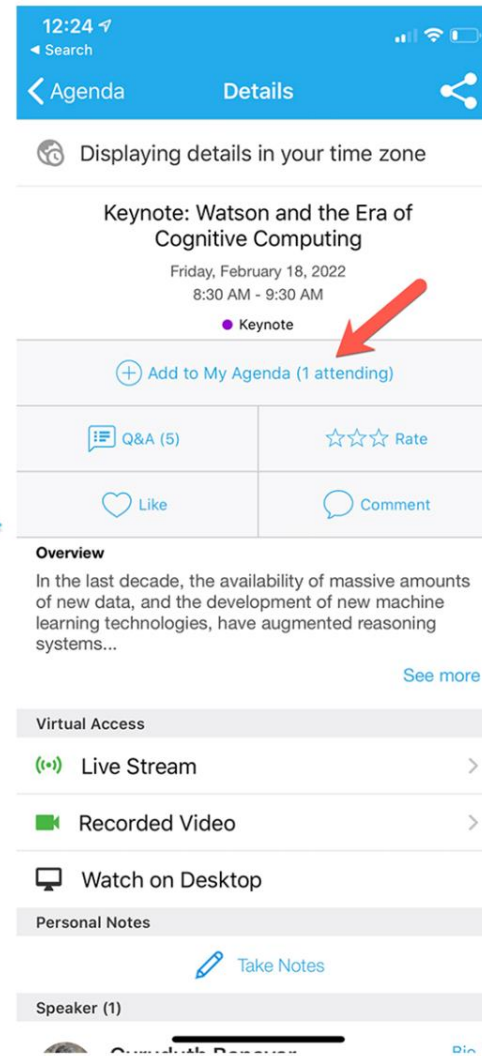 12:24
Search
Agenda
Details
Displaying details in your time zone
Keynote: Watson and the Era of
Cognitive Computing
Friday, February 18, 2022
8:30 AM - 9:30 AM
Keynote
Add to My Agenda (1 attending)
Q&A (5)
Rate
Like
Comment
Overview
In the last decade, the availability of massive amounts
of new data, and the development of new machine
learning technologies, have augmented reasoning
systems...
See more
Virtual Access
Live Stream
Recorded Video
Watch on Desktop
Personal Notes
Take Notes
Speaker (1)
Bio